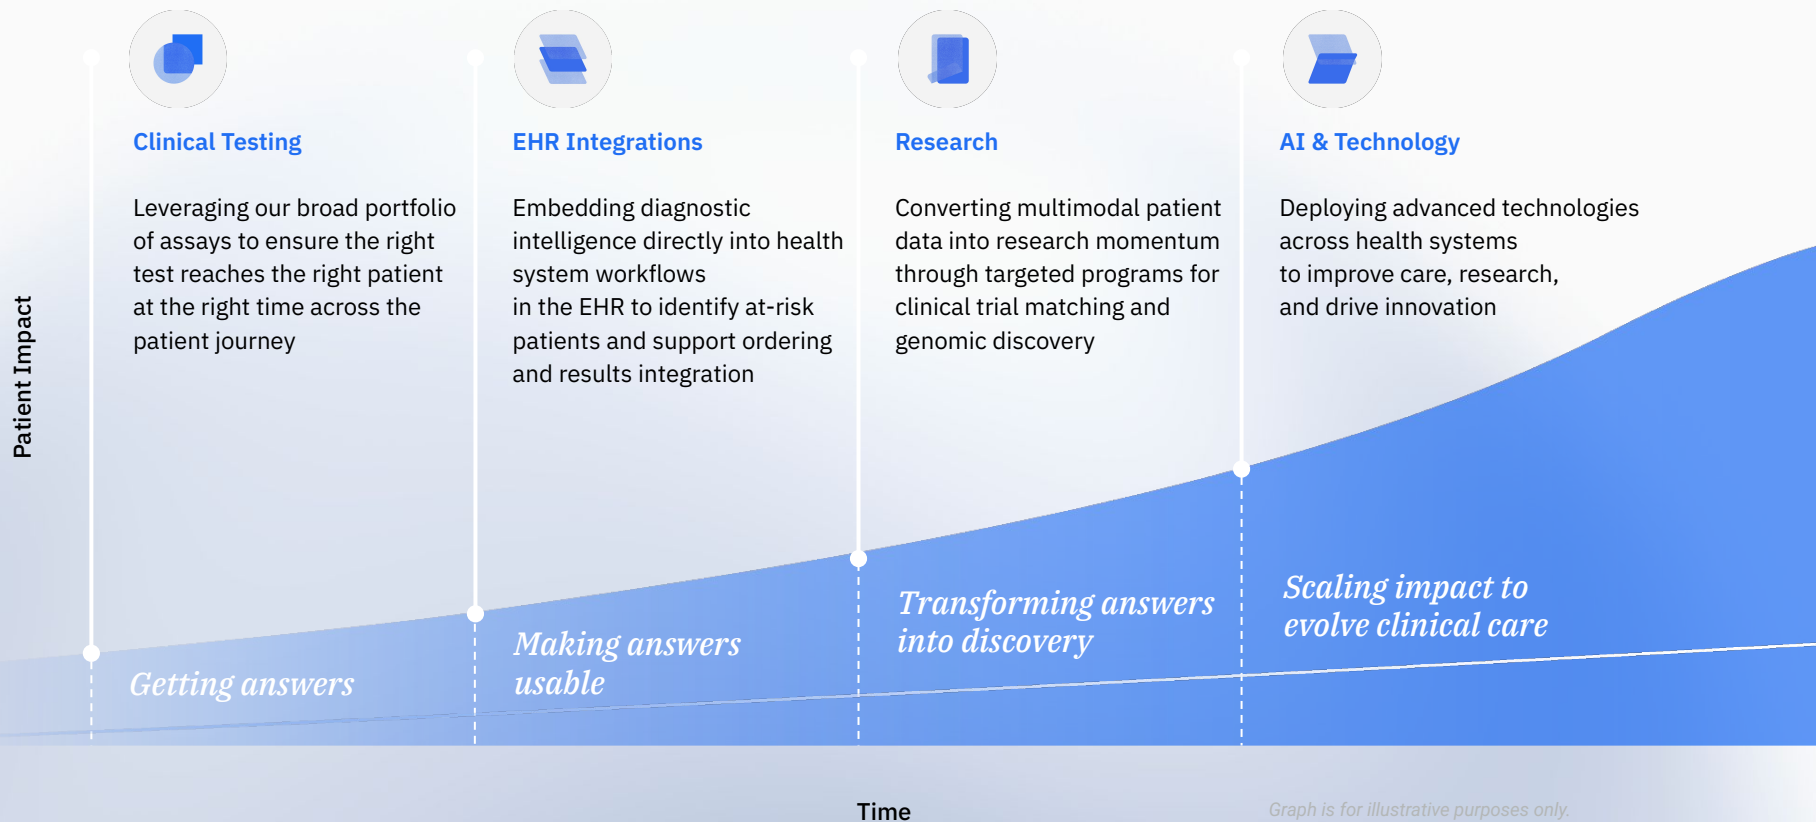 Clinical Testing
Leveraging our broad portfolio
of assays to ensure the right
test reaches the right patient
at the right time across the
patient journey
EHR Integrations
Embedding diagnostic
intelligence directly into health
system workflows
in the EHR to identify at-risk
patients and support ordering
and results integration
Research
Converting multimodal patient
data into research momentum
through targeted programs for
clinical trial matching and
genomic discovery
AI & Technology
Deploying advanced technologies
across health systems
to improve care, research,
and drive innovation
Patient Impact
Getting answers
Making answers
usable
Transforming answers
into discovery
Scaling impact to
evolve clinical care
Time
Graph is for illustrative purposes only.